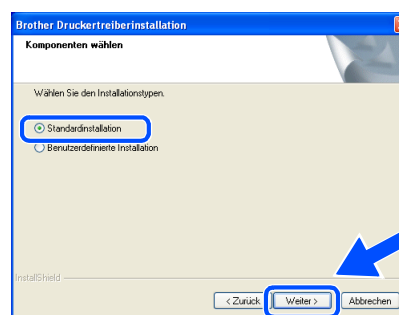 Brother Druckertreiberinstallation
Komponenten wählen
Wählen Sie den Installationstypen.
Standardinstallation
Benutzerdefinierte Installation
InstallShield
< Zurück Weiter > Abbrechen